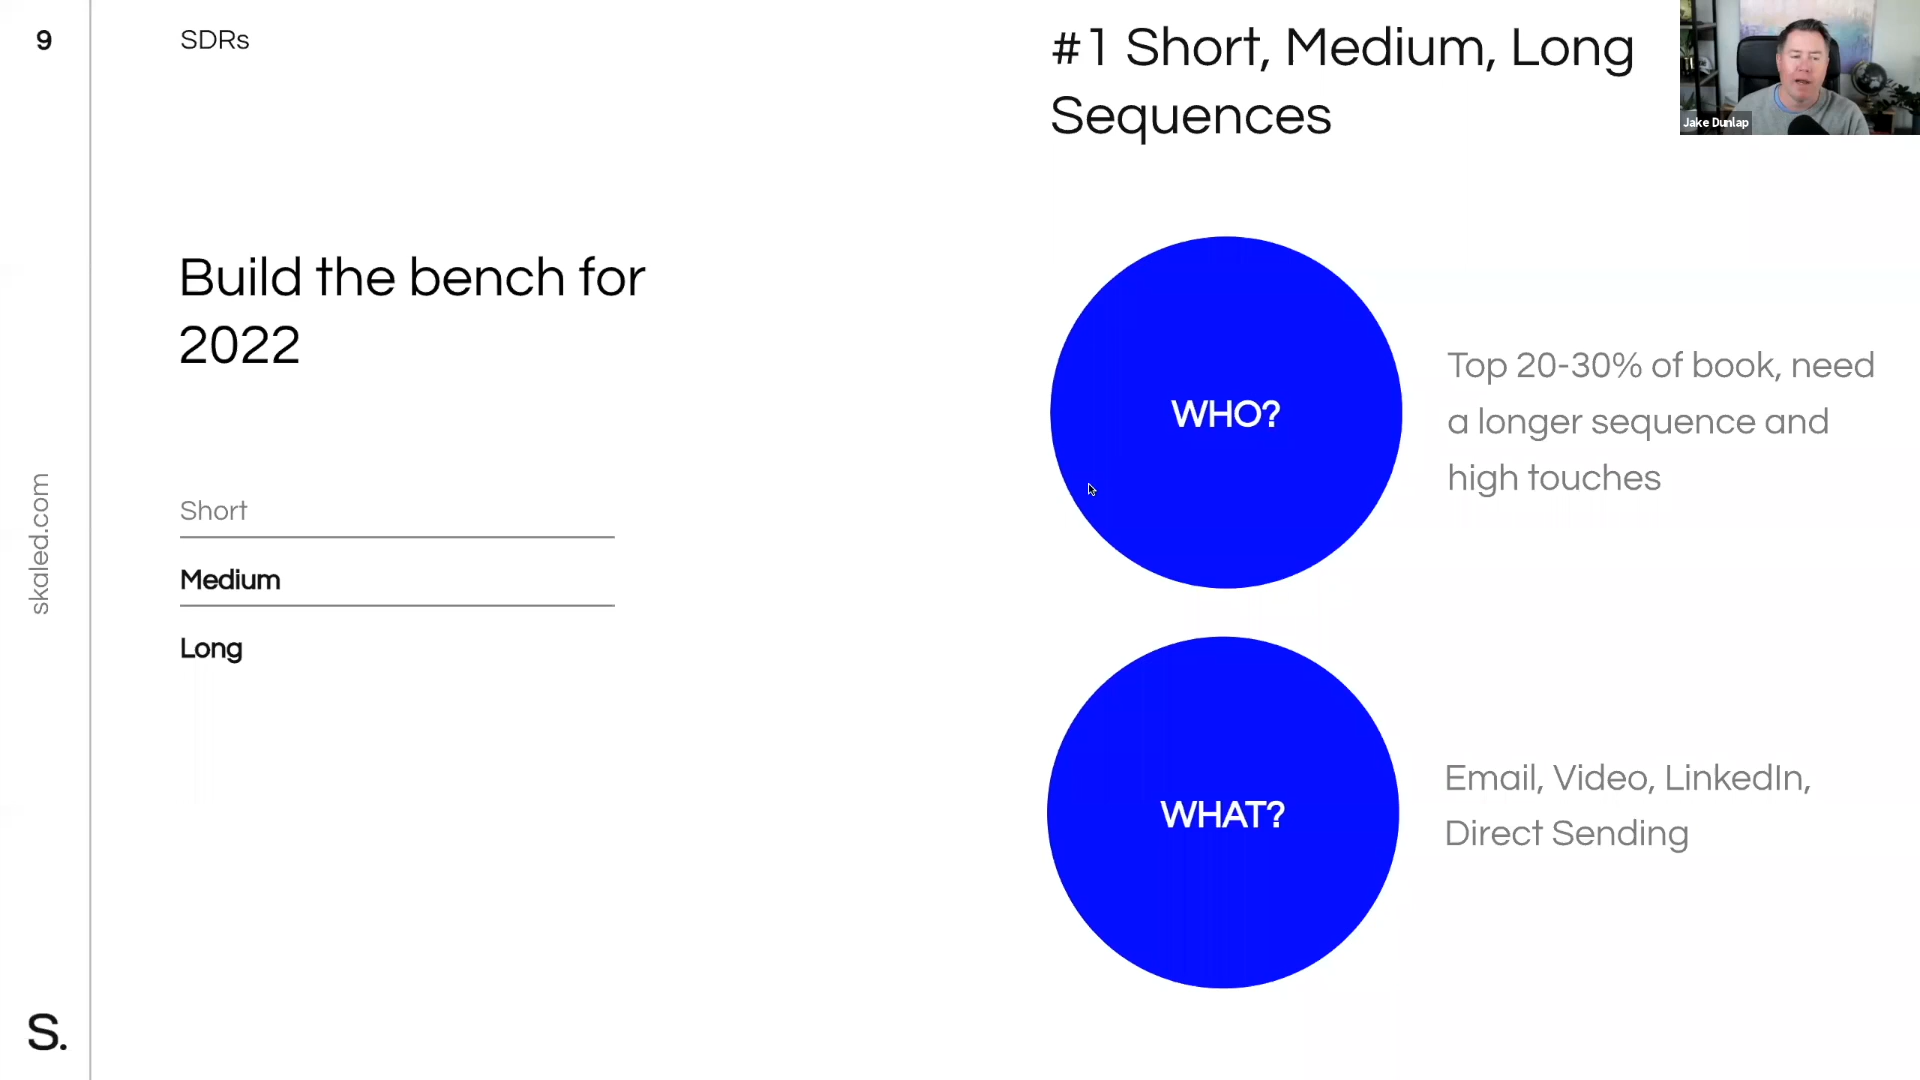 9
SDRs
#1 Short, Medium, Long
Sequences
Jake Dunlap
Build the bench for
2022
Short
Medium
Long
WHO?
Top 20-30% of book, need
a longer sequence and
high touches
WHAT?
Email, Video, LinkedIn,
Direct Sending
skaled.com
S.